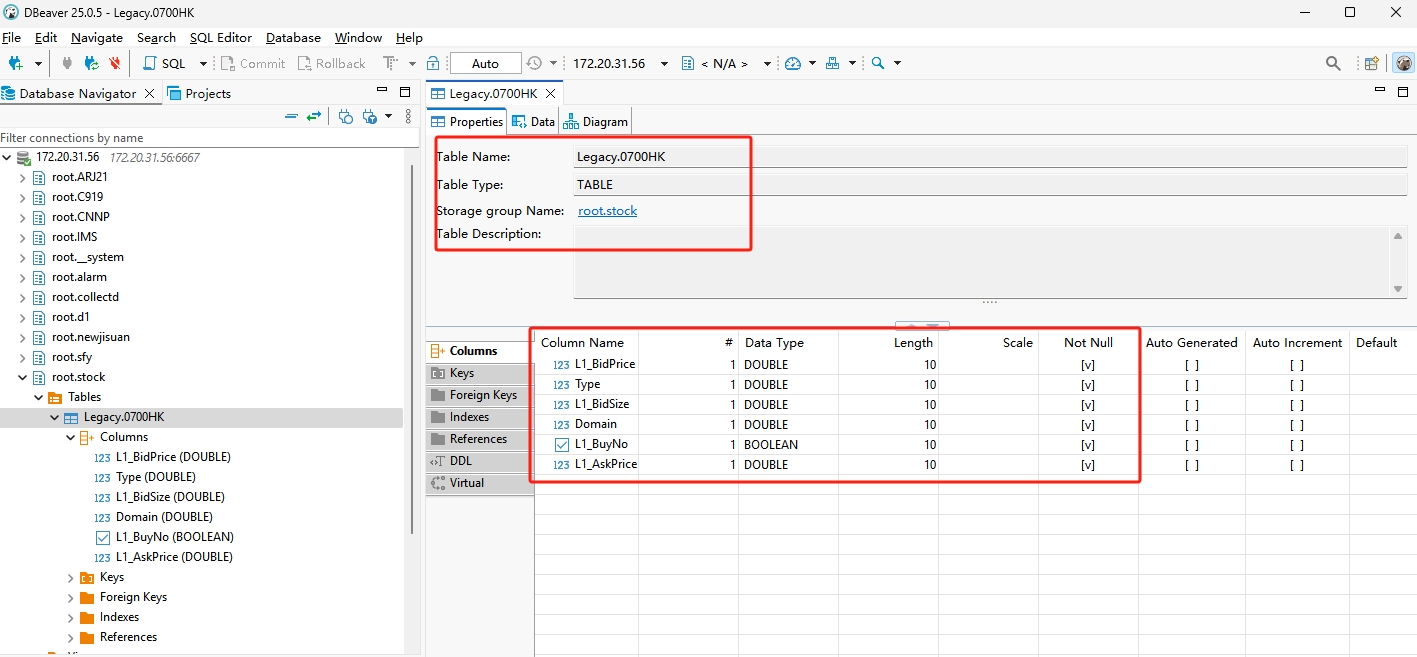 DBeaver 25.0.5 - Legacy.0700HK
File Edit Navigate Search SQL Editor Database Window Help
SQL Commit Rollback T Auto 172.20.31.56 < N/A >
Database Navigator Projects
Filter connections by name
172.20.31.56 172.20.31.56:6667
root.ARJ21
root.C919
root.CNNP
root.IMS
root.__system
root.alarm
root.collectd
root.d1
root.newjisuan
root.sfy
root.stock
Tables
Legacy.0700HK
Columns
123 L1_BidPrice (DOUBLE)
123 Type (DOUBLE)
123 L1_BidSize (DOUBLE)
123 Domain (DOUBLE)
L1_BuyNo (BOOLEAN)
123 L1_AskPrice (DOUBLE)
Keys
Foreign Keys
Indexes
References
Legacy.0700HK
Properties Data Diagram
Table Name: Legacy.0700HK
Table Type: TABLE
Storage group Name: root.stock
Table Description:
Columns
Keys
Foreign Keys
Indexes
References
DDL
Virtual
Column Name # Data Type Length Scale Not Null Auto Generated Auto Increment Default
123 L1_BidPrice 1 DOUBLE 10 [v] [ ] [ ]
123 Type 1 DOUBLE 10 [v] [ ] [ ]
123 L1_BidSize 1 DOUBLE 10 [v] [ ] [ ]
123 Domain 1 DOUBLE 10 [v] [ ] [ ]
L1_BuyNo 1 BOOLEAN 10 [v] [ ] [ ]
123 L1_AskPrice 1 DOUBLE 10 [v] [ ] [ ]